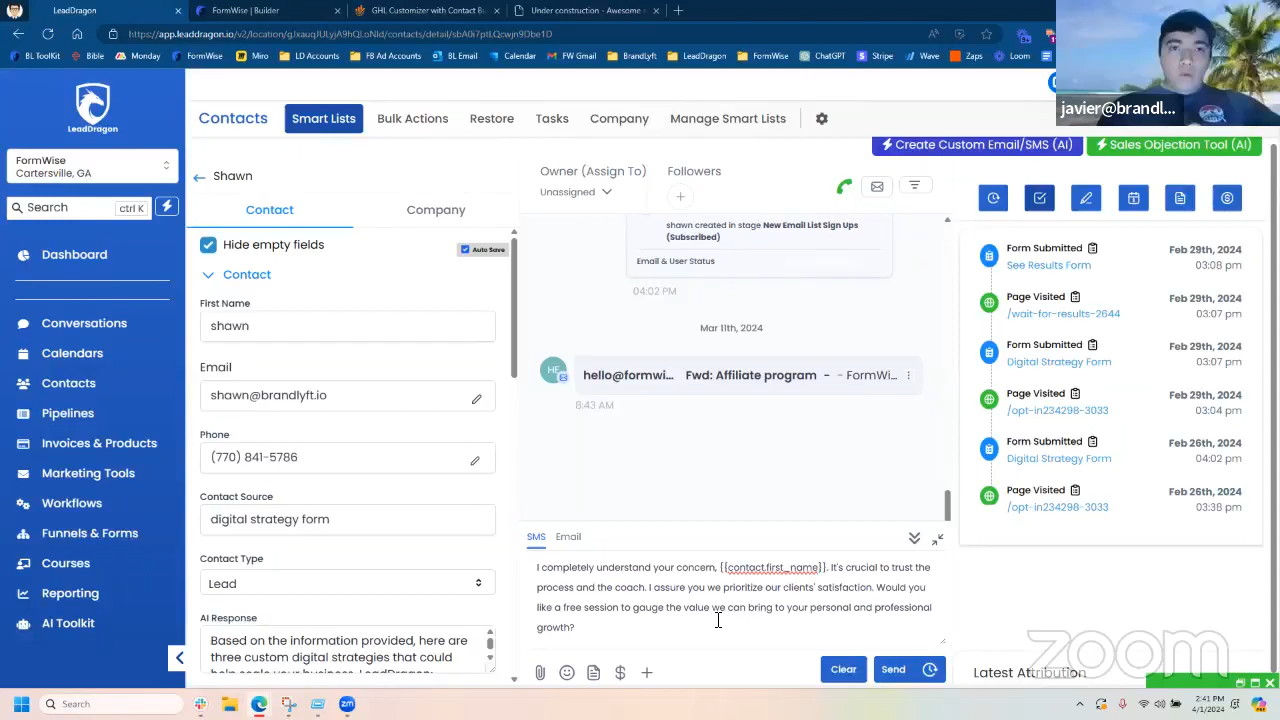 LeadDragon
FormWise | Builder
GHL Customizer with Contact Bu
Under construction - Awesome s
https://app.leaddragon.io/v2/location/gJxauqJULyjA9HQLoNld/contacts/detail/sbA0i7ptLQcwjn9Dbe1D
BL ToolKit
Bible
Monday
FormWise
Miro
LD Accounts
FB Ad Accounts
BL Email
Calendar
FW Gmail
BrandLyft
LeadDragon
FormWise
ChatGPT
Stripe
Wave
Zaps
Loom
javier@brandl...
LeadDragon
FormWise
Cartersville, GA
Search
ctrl K
Dashboard
Conversations
Calendars
Contacts
Pipelines
Invoices & Products
Marketing Tools
Workflows
Funnels & Forms
Courses
Reporting
AI Toolkit
Contacts
Smart Lists
Bulk Actions
Restore
Tasks
Company
Manage Smart Lists
Create Custom Email/SMS (AI)
Sales Objection Tool (AI)
Shawn
Contact
Company
Hide empty fields
Auto Save
Contact
First Name
shawn
Email
shawn@brandlyft.io
Phone
(770) 841-5786
Contact Source
digital strategy form
Contact Type
Lead
AI Response
Based on the information provided, here are
three custom digital strategies that could
Owner (Assign To)
Unassigned
Followers
shawn created in stage New Email List Sign Ups
(Subscribed)
Email & User Status
04:02 PM
Mar 11th, 2024
HE
hello@formwi... Fwd: Affiliate program - - FormWi...
8:43 AM
SMS
Email
I completely understand your concern, {{contact.first_name}}. It's crucial to trust the
process and the coach. I assure you we prioritize our clients' satisfaction. Would you
like a free session to gauge the value we can bring to your personal and professional
growth?
Clear
Send
Form Submitted
Feb 29th, 2024
See Results Form
03:08 pm
Page Visited
Feb 29th, 2024
/wait-for-results-2644
03:07 pm
Form Submitted
Feb 29th, 2024
Digital Strategy Form
03:07 pm
Page Visited
Feb 29th, 2024
/opt-in234298-3033
03:04 pm
Form Submitted
Feb 26th, 2024
Digital Strategy Form
04:02 pm
Page Visited
Feb 26th, 2024
/opt-in234298-3033
03:38 pm
Latest Attribution
zoom
Search
2:41 PM
4/1/2024